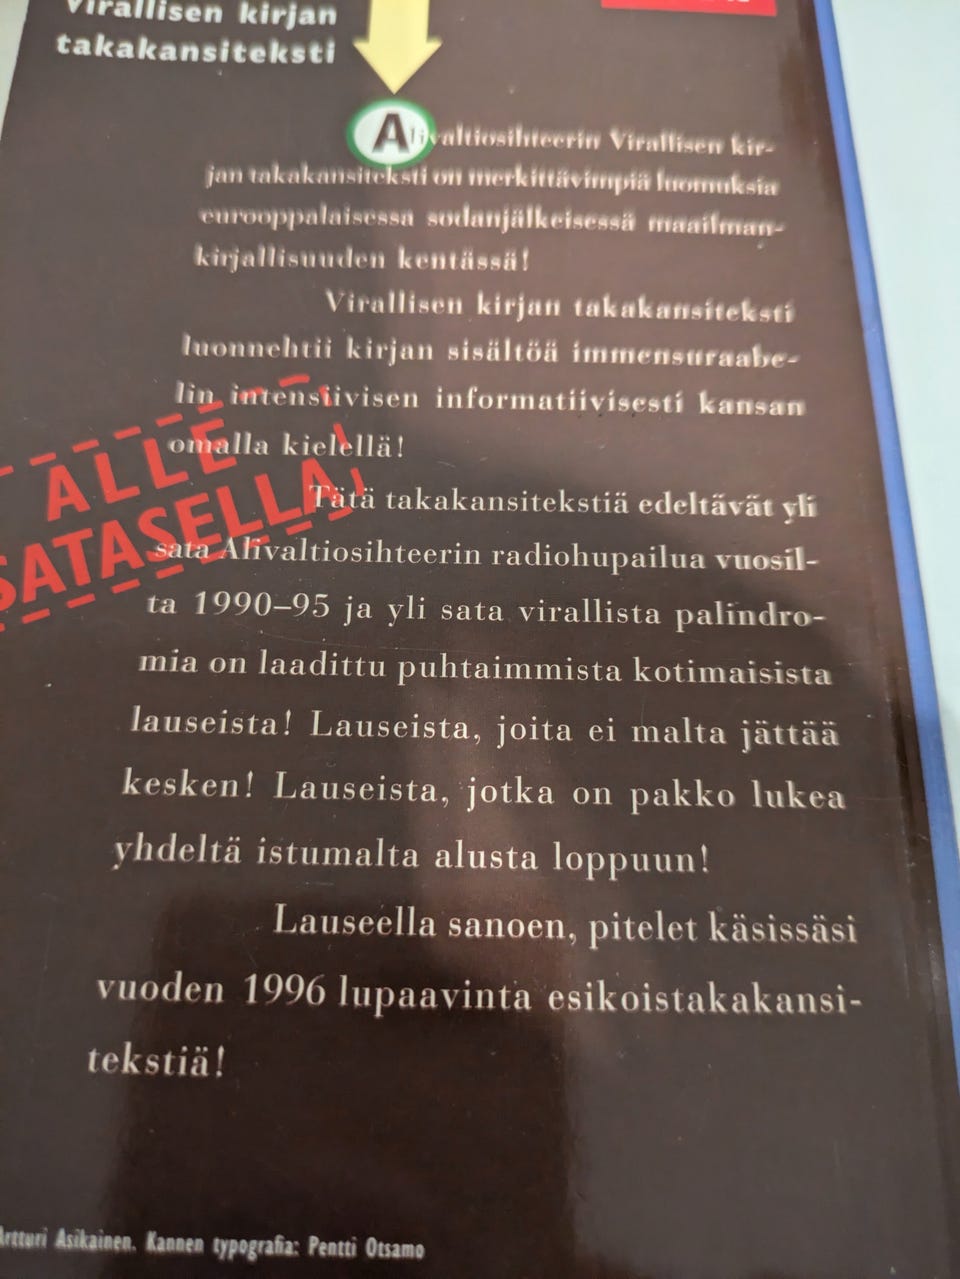 Virallisen kirjan
takakansiteksti
Alivaltiosihteerin Virallisen kir-
jan takakansiteksti on merkittävimpiä luomuksia
eurooppalaisessa sodanjälkeisessä maailman-
kirjallisuuden kentässä!
Virallisen kirjan takakansiteksti
luonnehtii kirjan sisältöä immensuraabe-
lin intensiivisen informatiivisesti kansan
omalla kielellä!
ALLE
SATASELLA!
Tätä takakansitekstiä edeltävät yli
sata Alivaltiosihteerin radiohupailua vuosil-
ta 1990–95 ja yli sata virallista palindro-
mia on laadittu puhtaimmista kotimaisista
lauseista! Lauseista, joita ei malta jättää
kesken! Lauseista, jotka on pakko lukea
yhdeltä istumalta alusta loppuun!
Lauseella sanoen, pitelet käsissäsi
vuoden 1996 lupaavinta esikoistakakansi-
tekstiä!
Artturi Asikainen. Kannen typografia: Pentti Otsamo